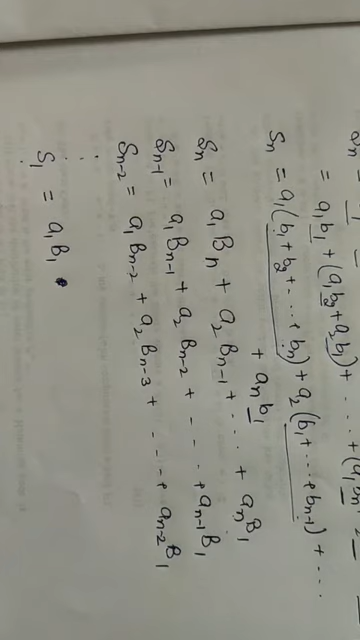 = a₁b₁ + (a₁b₂ + a₂b₁) + ... + (a₁b
Sₙ = a₁(b₁ + b₂ + ... + bₙ) + a₂(b₁ + ... + bₙ₋₁) + ...
+ aₙb₁
Sₙ = a₁Bₙ + a₂Bₙ₋₁ + ... + aₙB₁
Sₙ₋₁ = a₁Bₙ₋₁ + a₂Bₙ₋₂ + - - - + aₙ₋₁B₁
Sₙ₋₂ = a₁Bₙ₋₂ + a₂Bₙ₋₃ + - - - + aₙ₋₂B₁
⋮
S₁ = a₁B₁